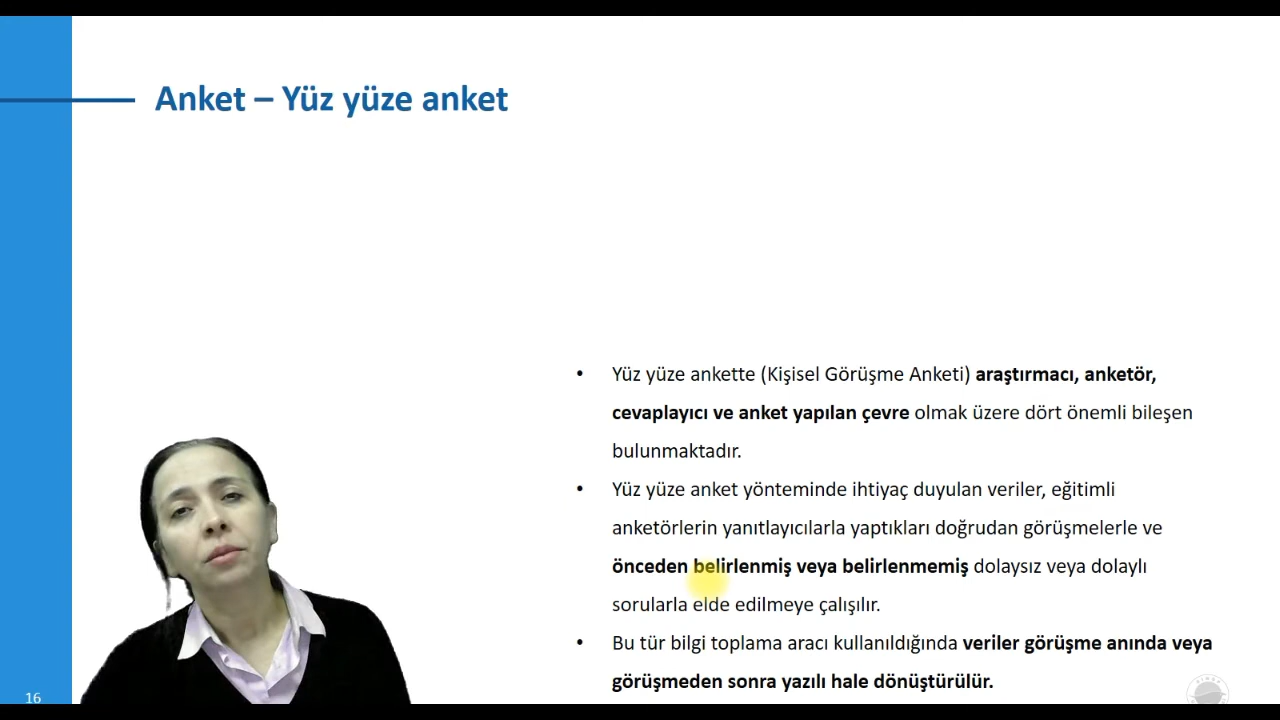 Anket – Yüz yüze anket
• Yüz yüze ankette (Kişisel Görüşme Anketi) araştırmacı, anketör,
cevaplayıcı ve anket yapılan çevre olmak üzere dört önemli bileşen
bulunmaktadır.
• Yüz yüze anket yönteminde ihtiyaç duyulan veriler, eğitimli
anketörlerin yanıtlayıcılarla yaptıkları doğrudan görüşmelerle ve
önceden belirlenmiş veya belirlenmemiş dolaysız veya dolaylı
sorularla elde edilmeye çalışılır.
• Bu tür bilgi toplama aracı kullanıldığında veriler görüşme anında veya
görüşmeden sonra yazılı hale dönüştürülür.
16